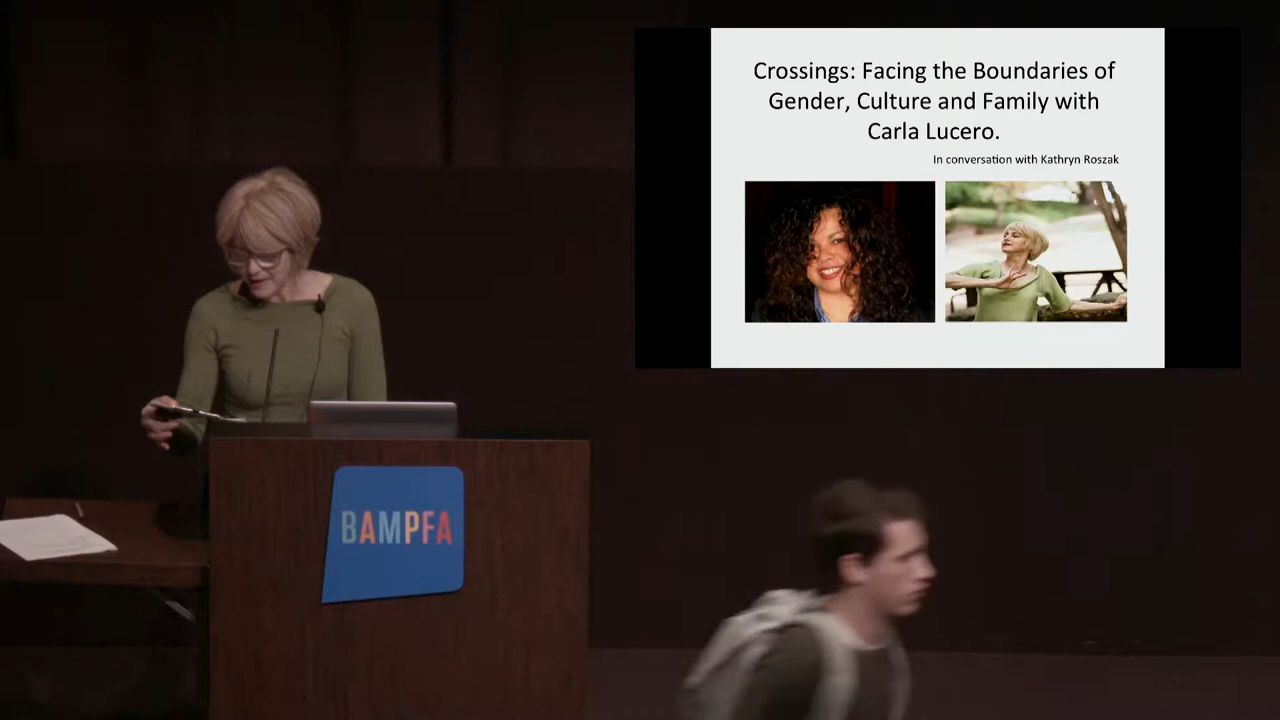 Crossings: Facing the Boundaries of
Gender, Culture and Family with
Carla Lucero.
In conversation with Kathryn Roszak
BAMPFA